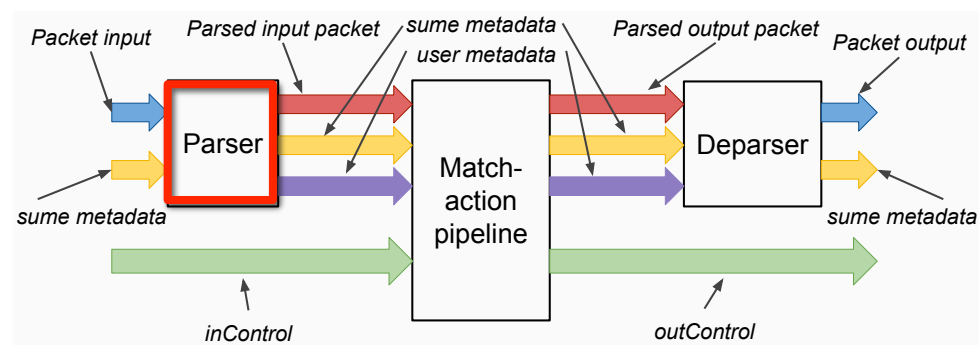 Packet input
Parsed input packet
sume metadata
user metadata
Parsed output packet
Packet output
Parser
Match-
action
pipeline
Deparser
sume metadata
sume metadata
inControl
outControl